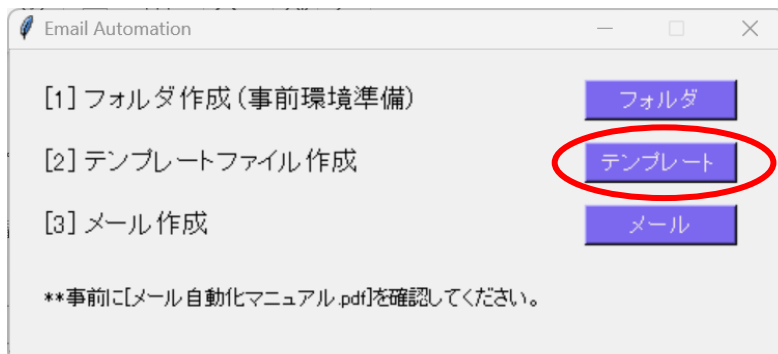 Email Automation
[1] フォルダ作成(事前環境準備) フォルダ
[2] テンプレートファイル作成 テンプレート
[3] メール作成 メール
**事前に[メール自動化マニュアル.pdf]を確認してください。